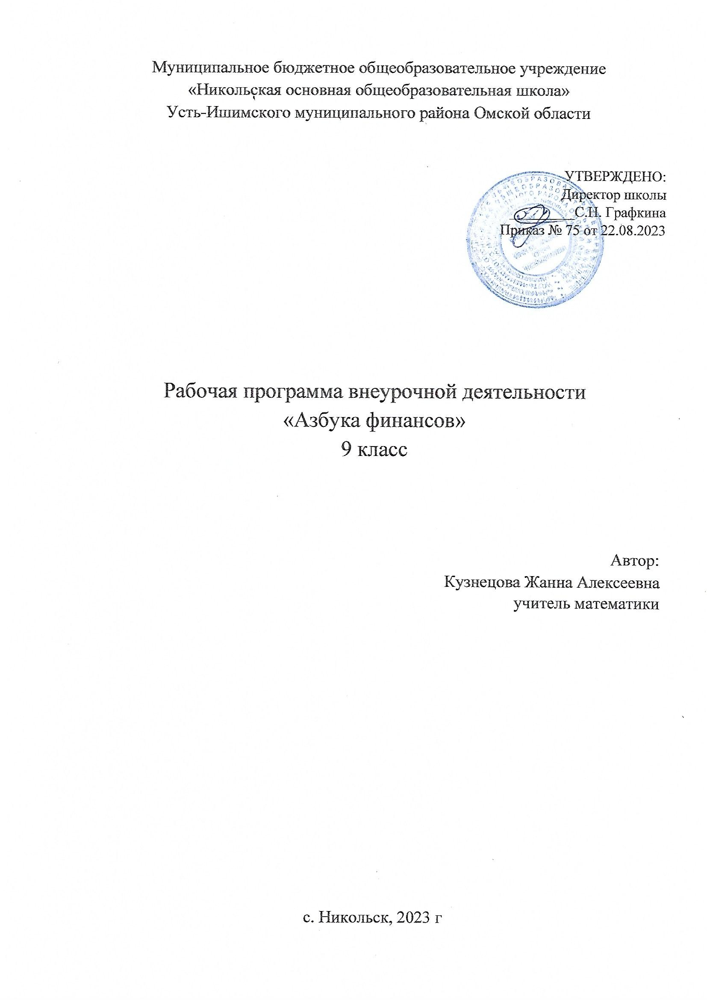 Муниципальное бюджетное общеобразовательное учреждение
«Никольская основная общеобразовательная школа»
Усть-Ишимского муниципального района Омской области
УТВЕРЖДЕНО:
Директор школы
_________С.Н. Графкина
Приказ № 75 от 22.08.2023
Рабочая программа внеурочной деятельности
«Азбука финансов»
9 класс
Автор:
Кузнецова Жанна Алексеевна
учитель математики
с. Никольск, 2023 г